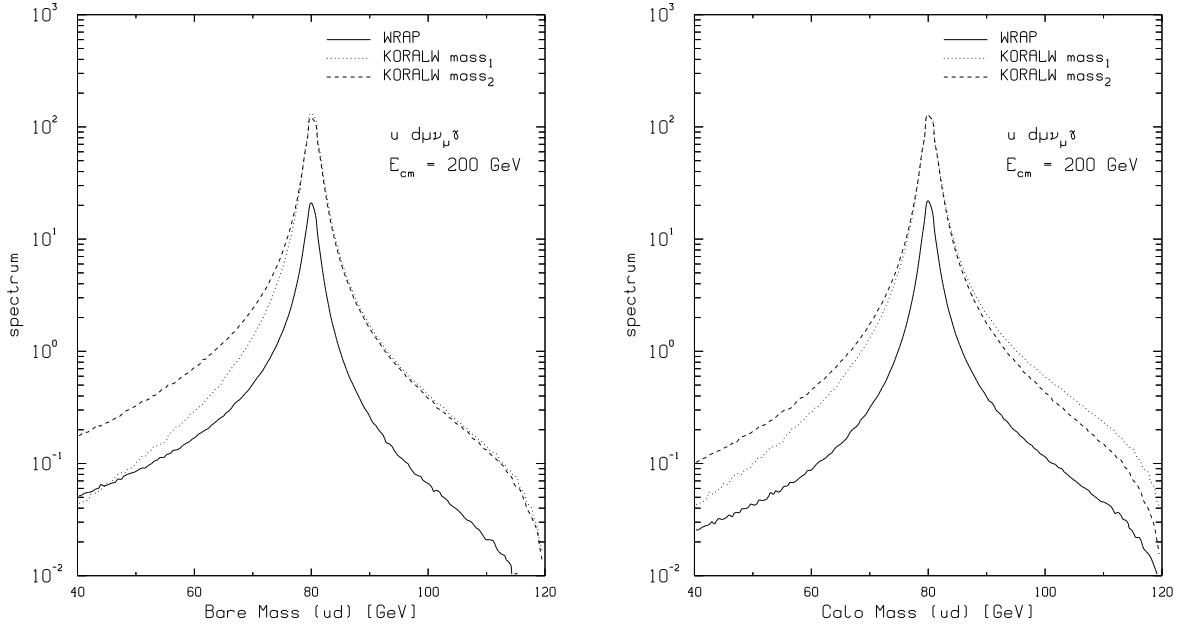 10³
10²
10¹
10⁰
10⁻¹
10⁻²
spectrum
WRAP
KORALW mass₁
KORALW mass₂
u dμν_μγ
E_cm = 200 GeV
40 60 80 100 120
Bare Mass (ud) [GeV]
10³
10²
10¹
10⁰
10⁻¹
10⁻²
spectrum
WRAP
KORALW mass₁
KORALW mass₂
u dμν_μγ
E_cm = 200 GeV
40 60 80 100 120
Calo Mass (ud) [GeV]